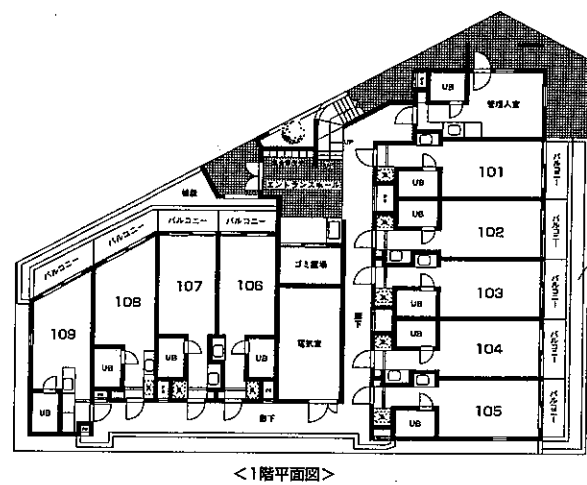 UB
管理人室
UP
101
バルコニー
UB
エントランスホール
植栽
UB
102
バルコニー
バルコニー
バルコニー
バルコニー
バルコニー
ゴミ置場
107
106
103
バルコニー
108
UB
109
電気室
廊下
104
バルコニー
UB
UB
UB
UB
UB
105
バルコニー
UB
廊下
<1階平面図>